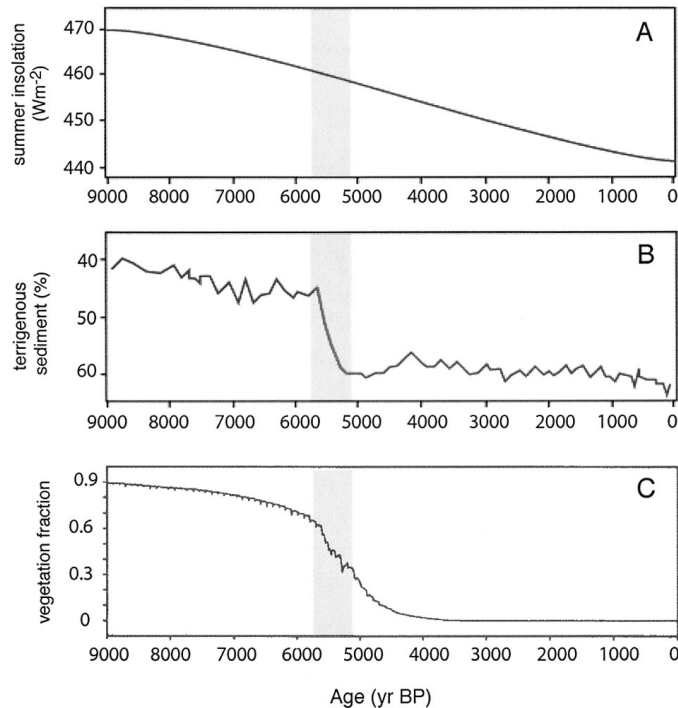 A
summer insolation
(Wm-2)
470
460
450
440
9000 8000 7000 6000 5000 4000 3000 2000 1000 0
B
terrigenous
sediment (%)
40
50
60
9000 8000 7000 6000 5000 4000 3000 2000 1000 0
C
vegetation fraction
0.9
0.6
0.3
0
9000 8000 7000 6000 5000 4000 3000 2000 1000 0
Age (yr BP)